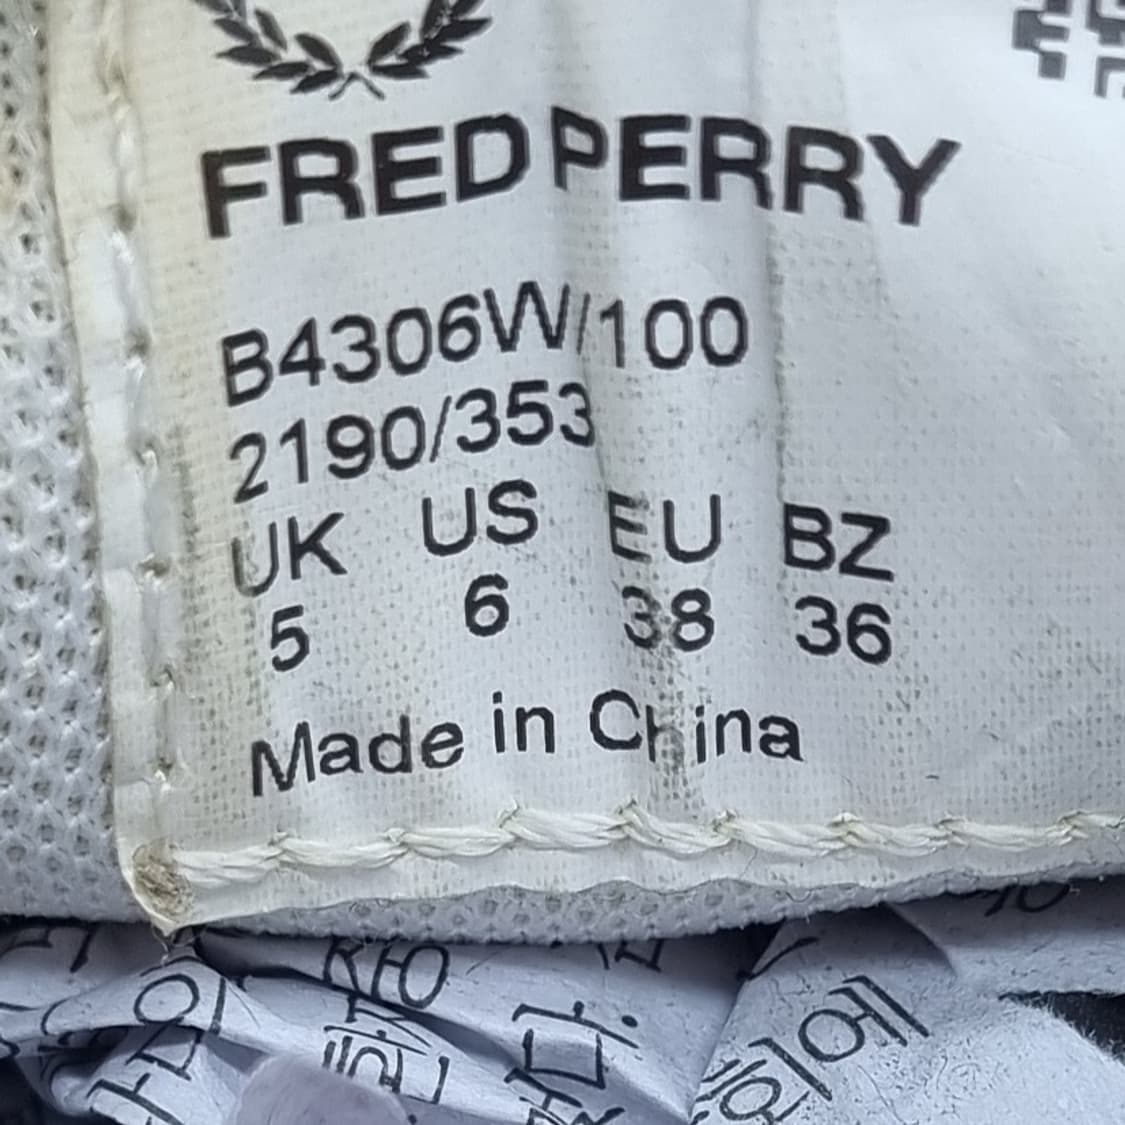 FRED PERRY
B4306W/100
2190/353
UK US EU BZ
5 6 38 36
Made in China